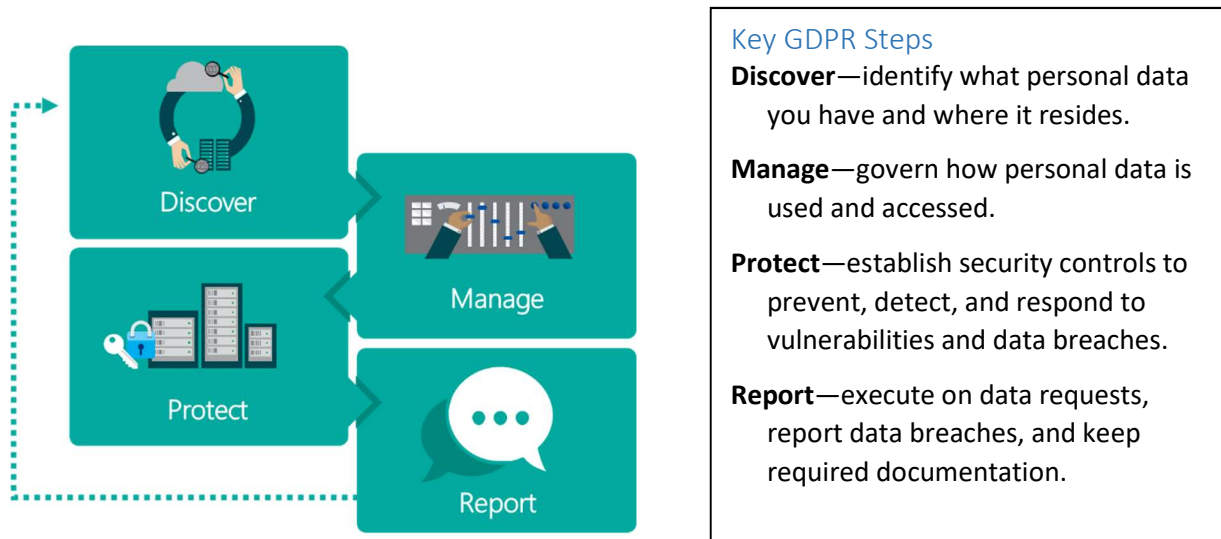 Discover
Manage
Protect
Report
Key GDPR Steps
Discover—identify what personal data
you have and where it resides.
Manage—govern how personal data is
used and accessed.
Protect—establish security controls to
prevent, detect, and respond to
vulnerabilities and data breaches.
Report—execute on data requests,
report data breaches, and keep
required documentation.